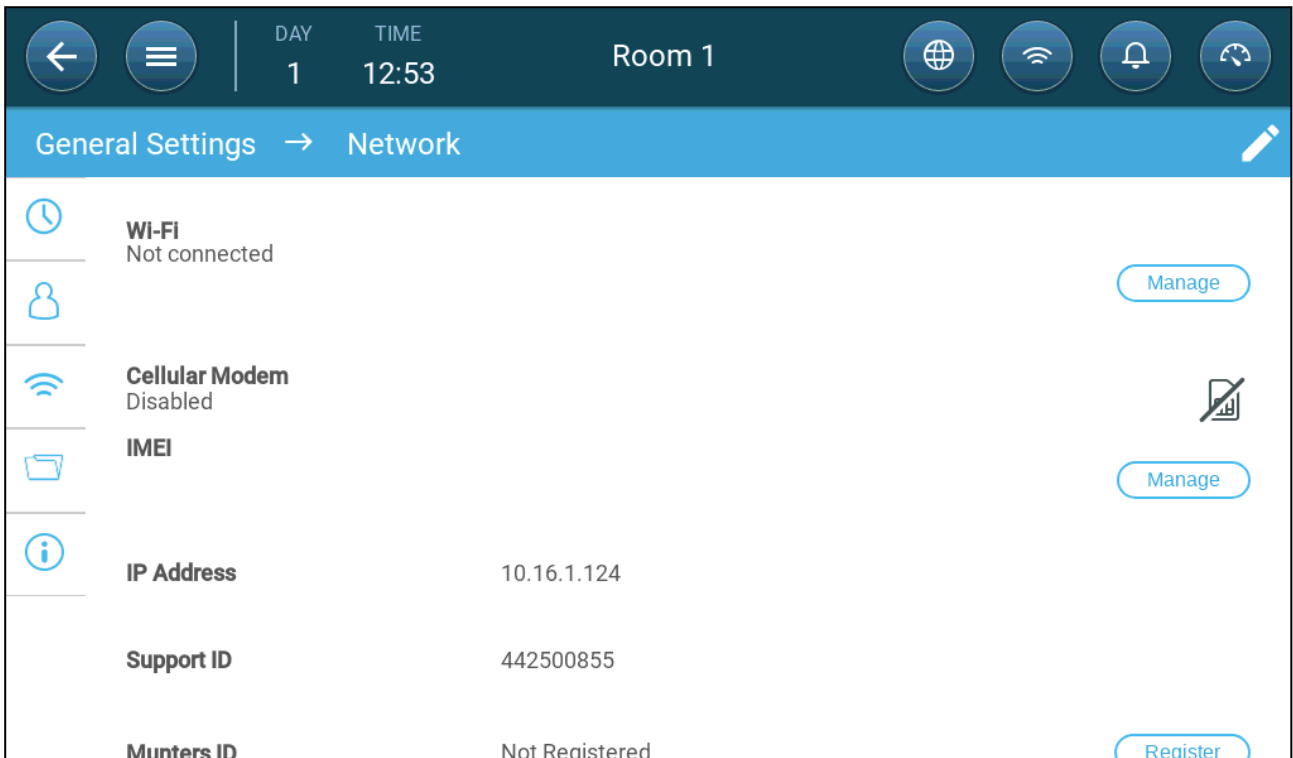 DAY TIME
1 12:53 Room 1
General Settings → Network
Wi-Fi
Not connected
Manage
Cellular Modem
Disabled
IMEI
Manage
IP Address 10.16.1.124
Support ID 442500855
Munters ID Not Registered Register